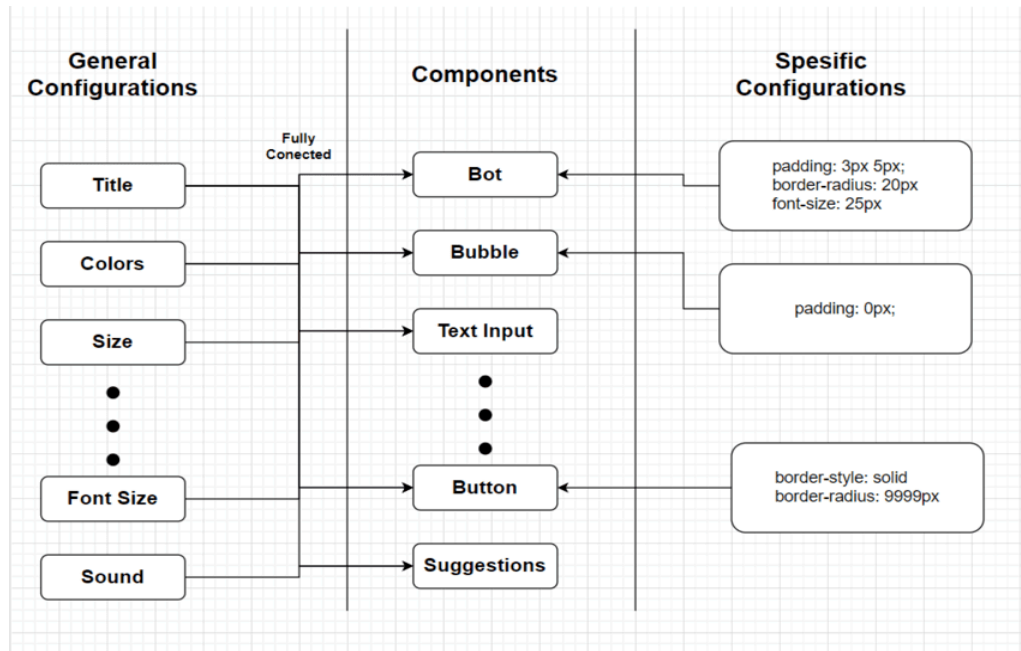 General
Configurations
Components
Spesific
Configurations
Fully
Conected
Title
Colors
Size
Font Size
Sound
Bot
Bubble
Text Input
Button
Suggestions
padding: 3px 5px;
border-radius: 20px
font-size: 25px
padding: 0px;
border-style: solid
border-radius: 9999px